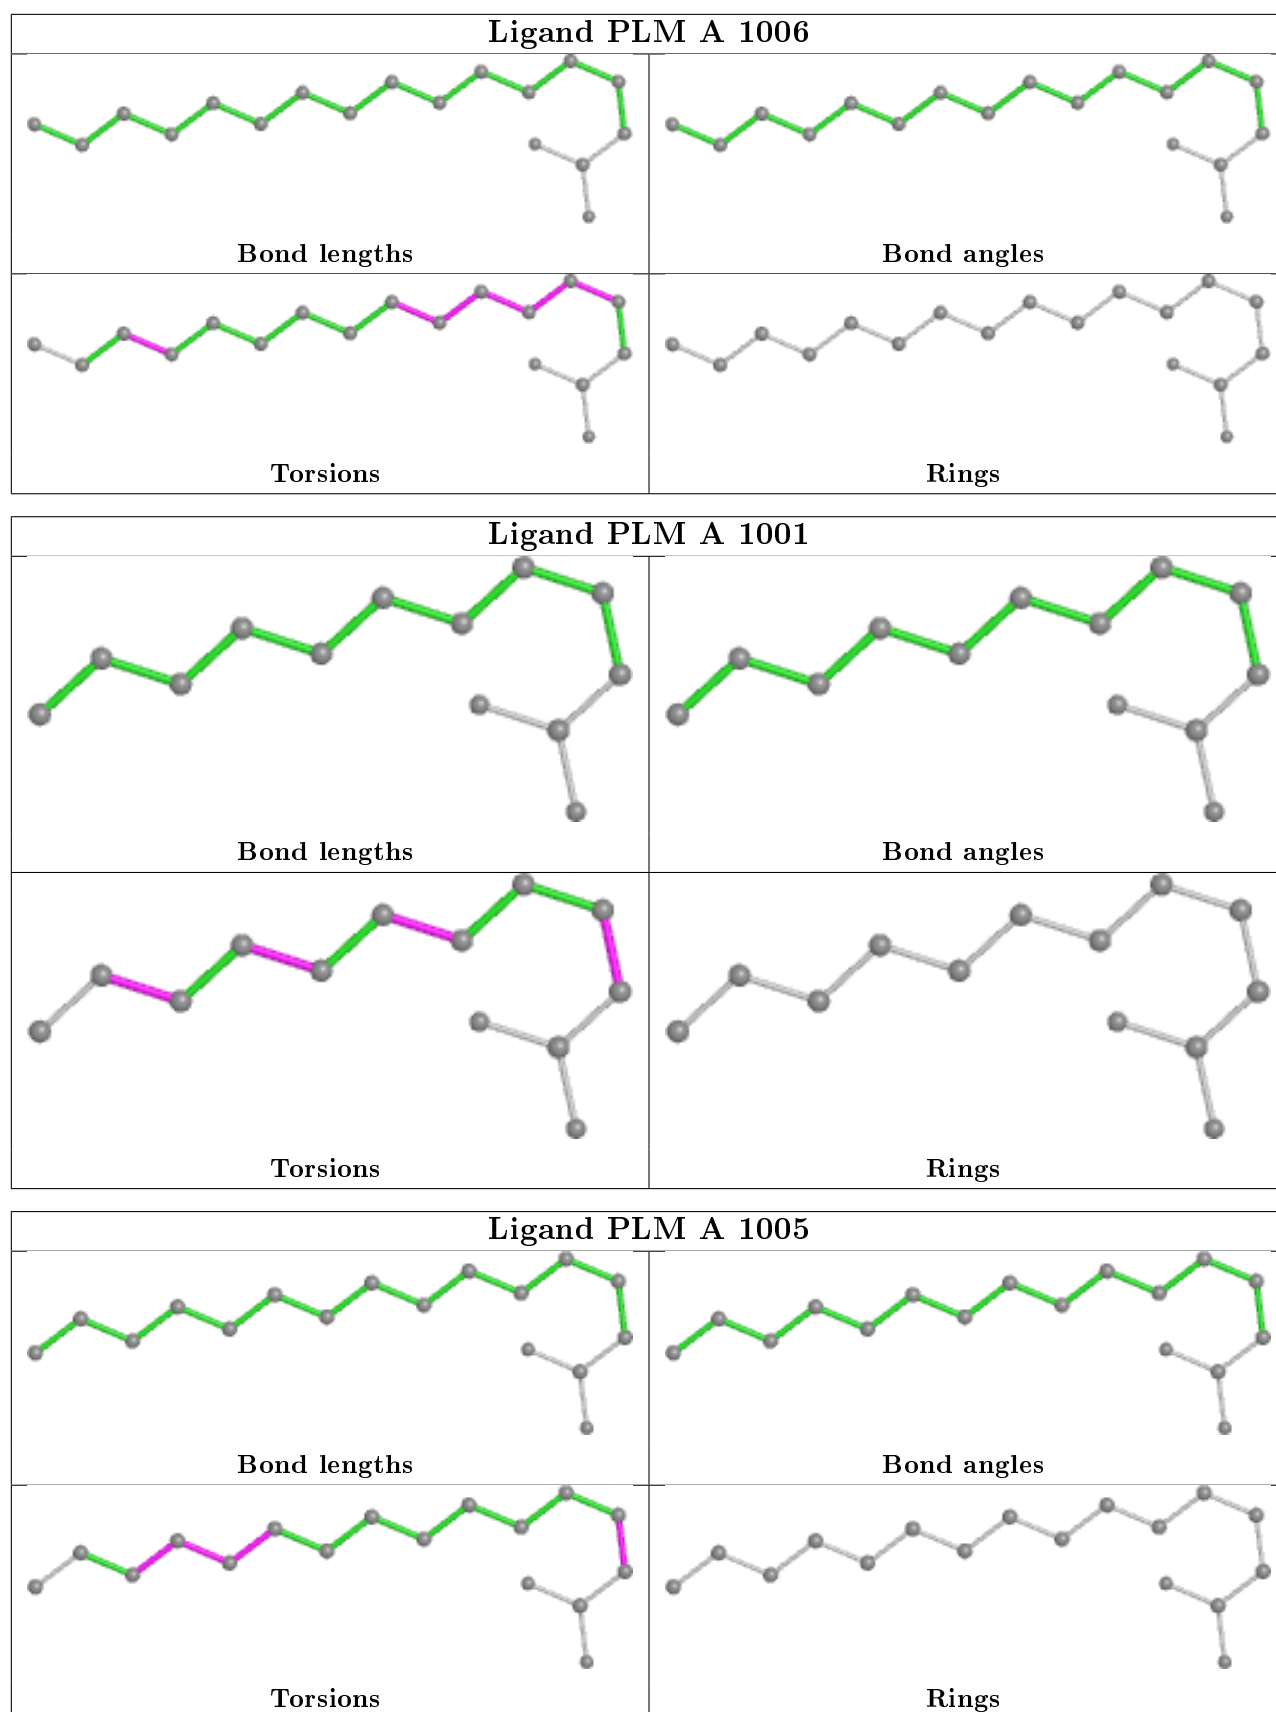 Ligand PLM A 1006
Bond lengths
Bond angles
Torsions
Rings
Ligand PLM A 1001
Bond lengths
Bond angles
Torsions
Rings
Ligand PLM A 1005
Bond lengths
Bond angles
Torsions
Rings